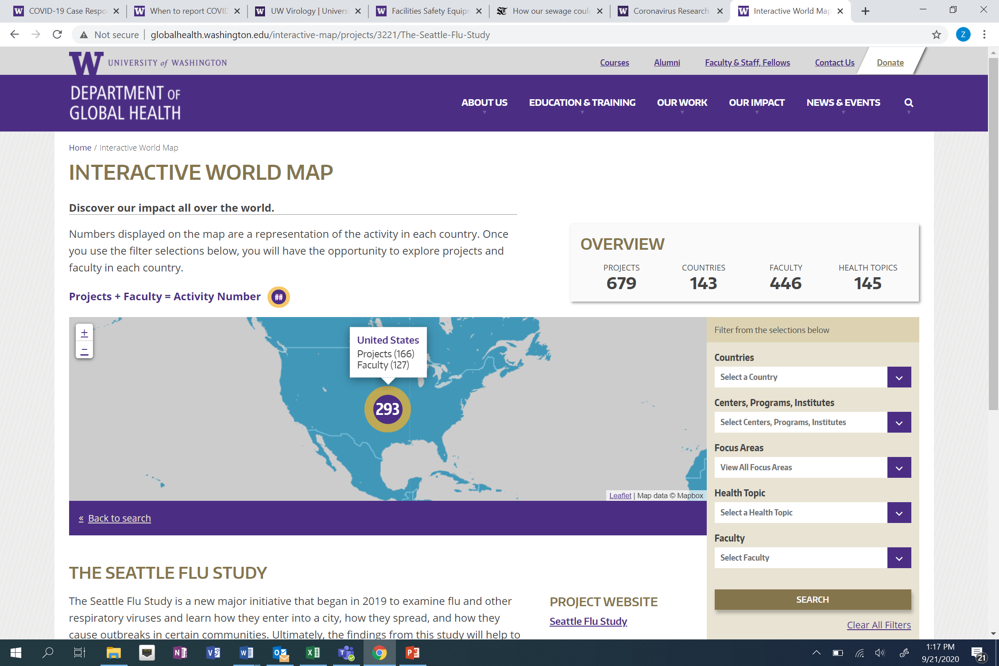 COVID-19 Case Respo
When to report COVID
UW Virology | Universi
Facilities Safety Equipm
How our sewage coul
Coronavirus Research
Interactive World Map
Not secure
globalhealth.washington.edu/interactive-map/projects/3221/The-Seattle-Flu-Study
Z
W UNIVERSITY of WASHINGTON
Courses
Alumni
Faculty & Staff, Fellows
Contact Us
Donate
DEPARTMENT OF
GLOBAL HEALTH
ABOUT US
EDUCATION & TRAINING
OUR WORK
OUR IMPACT
NEWS & EVENTS
Home / Interactive World Map
INTERACTIVE WORLD MAP
Discover our impact all over the world.
Numbers displayed on the map are a representation of the activity in each country. Once
you use the filter selections below, you will have the opportunity to explore projects and
faculty in each country.
Projects + Faculty = Activity Number ##
OVERVIEW
PROJECTS COUNTRIES FACULTY HEALTH TOPICS
679 143 446 145
+
−
United States
Projects (166)
Faculty (127)
293
Leaflet | Map data © Mapbox
« Back to search
Filter from the selections below
Countries
Select a Country
Centers, Programs, Institutes
Select Centers, Programs, Institutes
Focus Areas
View All Focus Areas
Health Topic
Select a Health Topic
Faculty
Select Faculty
SEARCH
Clear All Filters
THE SEATTLE FLU STUDY
The Seattle Flu Study is a new major initiative that began in 2019 to examine flu and other
respiratory viruses and learn how they enter into a city, how they spread, and how they
cause outbreaks in certain communities. Ultimately, the findings from this study will help to
PROJECT WEBSITE
Seattle Flu Study
1:17 PM
9/21/2020
21